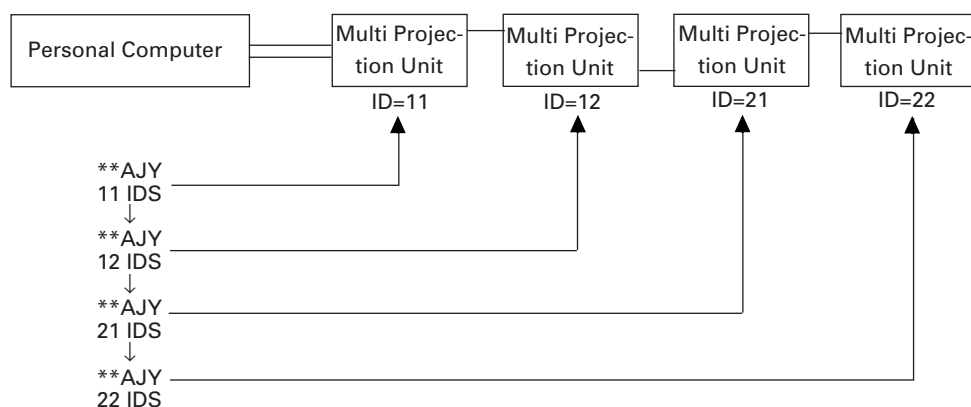 Personal Computer
Multi Projec-
tion Unit
ID=11
Multi Projec-
tion Unit
ID=12
Multi Projec-
tion Unit
ID=21
Multi Projec-
tion Unit
ID=22
**AJY
11 IDS
↓
**AJY
12 IDS
↓
**AJY
21 IDS
↓
**AJY
22 IDS